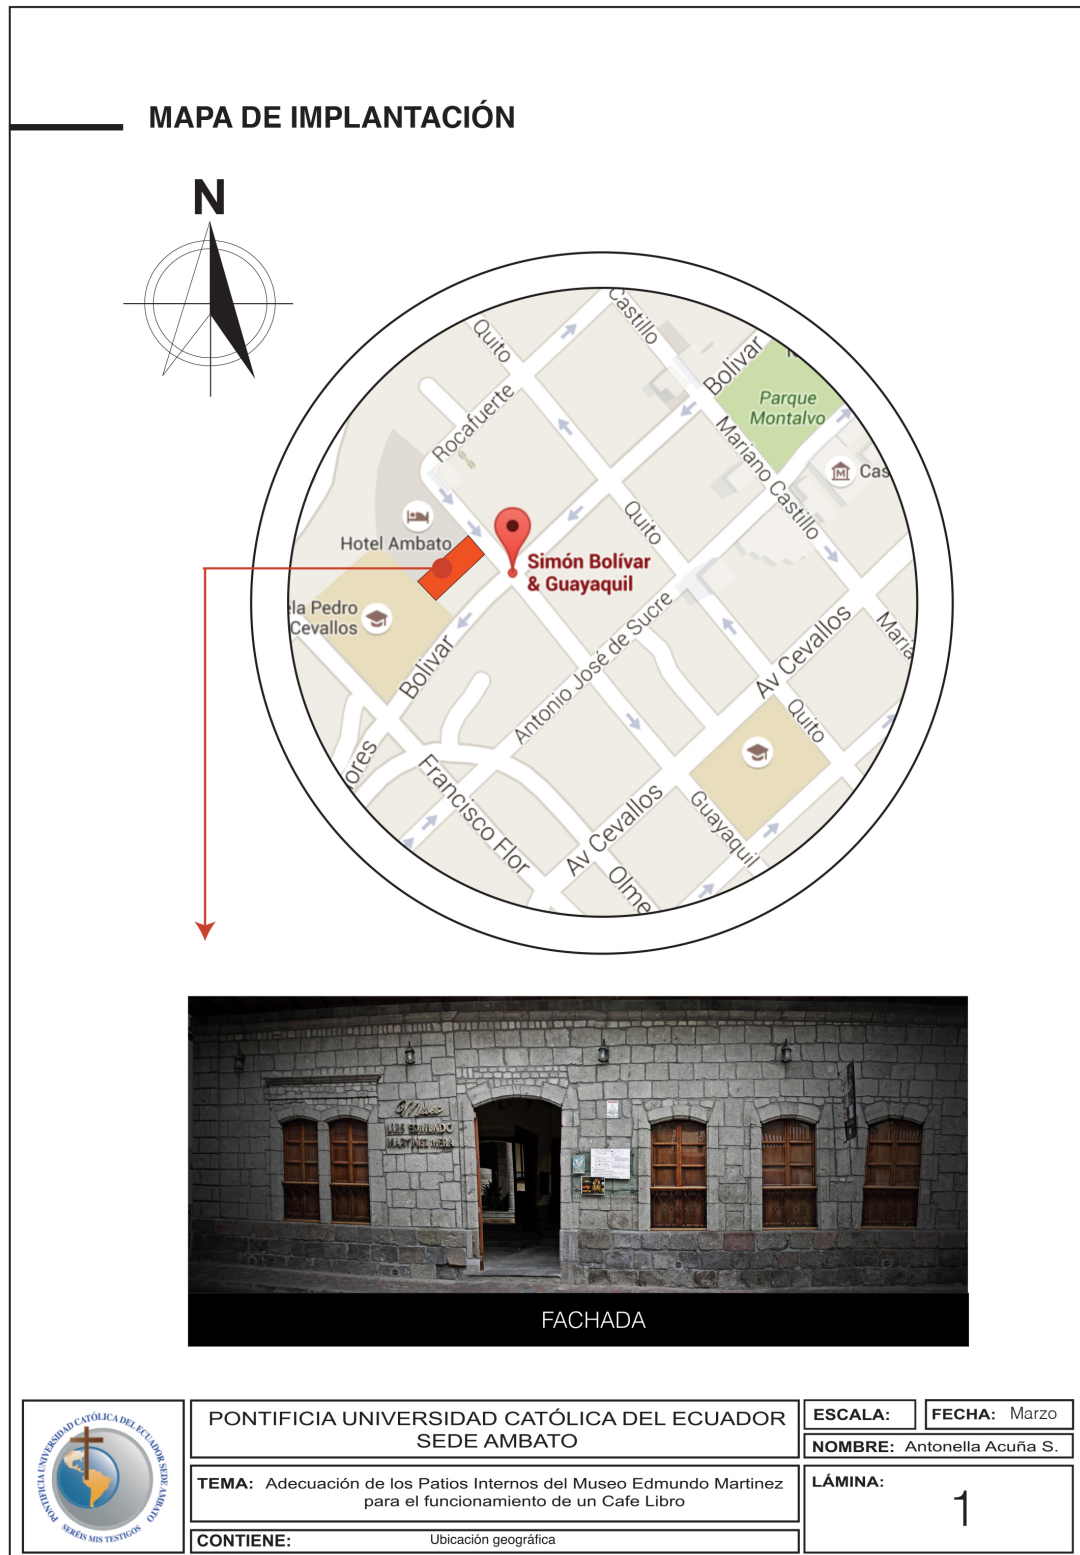 MAPA DE IMPLANTACIÓN
N
Castillo
Quito
Bolivar
Parque
Montalvo
Rocafuerte
Mariano Castillo
Cas
Quito
Hotel Ambato
Simón Bolívar
& Guayaquil
la Pedro
Cevallos
Bolívar
Antonio José de Sucre
Av Cevallos
Maria
Quito
ores
Francisco Flor
Av Cevallos
Guayaquil
Olme
Museo
LUIS EDMUNDO
MARTINEZ MERA
FACHADA
PONTIFICIA UNIVERSIDAD CATÓLICA DEL ECUADOR SEDE AMBATO
SERÉIS MIS TESTIGOS
PONTIFICIA UNIVERSIDAD CATÓLICA DEL ECUADOR
SEDE AMBATO
TEMA: Adecuación de los Patios Internos del Museo Edmundo Martinez
para el funcionamiento de un Cafe Libro
CONTIENE: Ubicación geográfica
ESCALA:
FECHA: Marzo
NOMBRE: Antonella Acuña S.
LÁMINA:
1